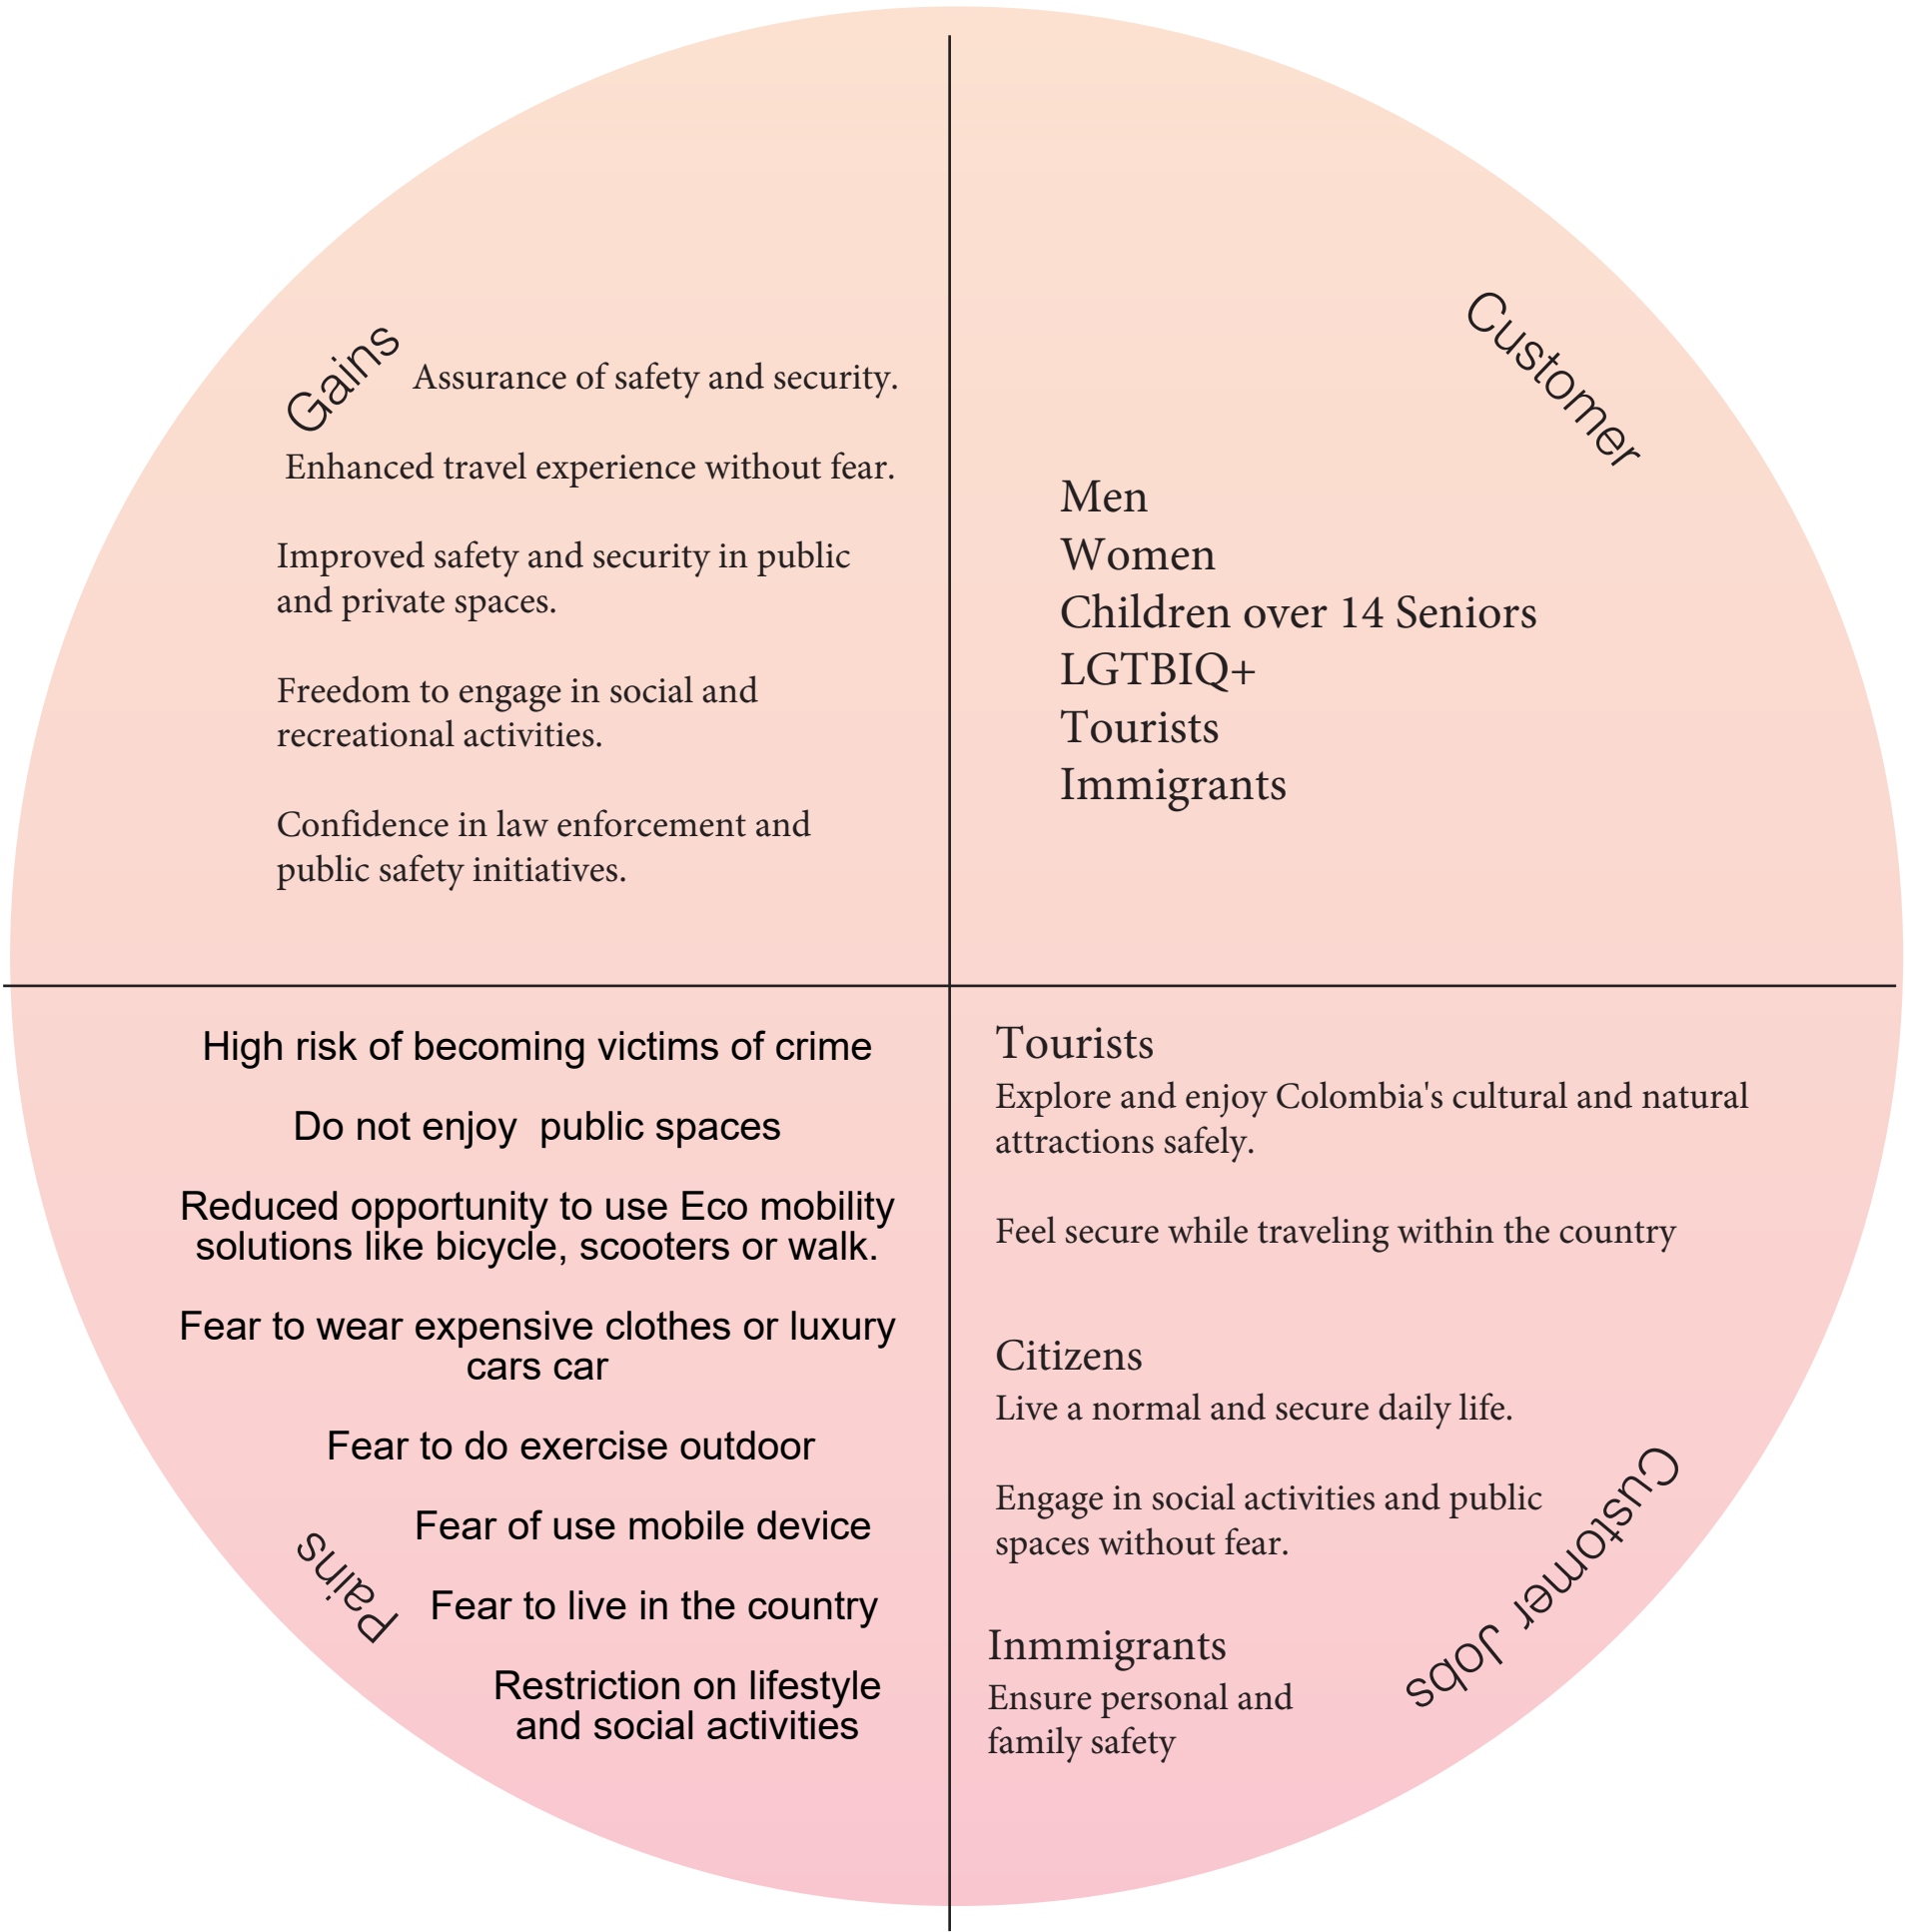 Gains
Assurance of safety and security.
Enhanced travel experience without fear.
Improved safety and security in public
and private spaces.
Freedom to engage in social and
recreational activities.
Confidence in law enforcement and
public safety initiatives.
Customer
Men
Women
Children over 14 Seniors
LGTBIQ+
Tourists
Immigrants
High risk of becoming victims of crime
Do not enjoy  public spaces
Reduced opportunity to use Eco mobility
solutions like bicycle, scooters or walk.
Fear to wear expensive clothes or luxury
cars car
Fear to do exercise outdoor
Fear of use mobile device
Fear to live in the country
Restriction on lifestyle
and social activities
Pains
Tourists
Explore and enjoy Colombia's cultural and natural
attractions safely.
Feel secure while traveling within the country
Citizens
Live a normal and secure daily life.
Engage in social activities and public
spaces without fear.
Inmmigrants
Ensure personal and
family safety
Customer Jobs